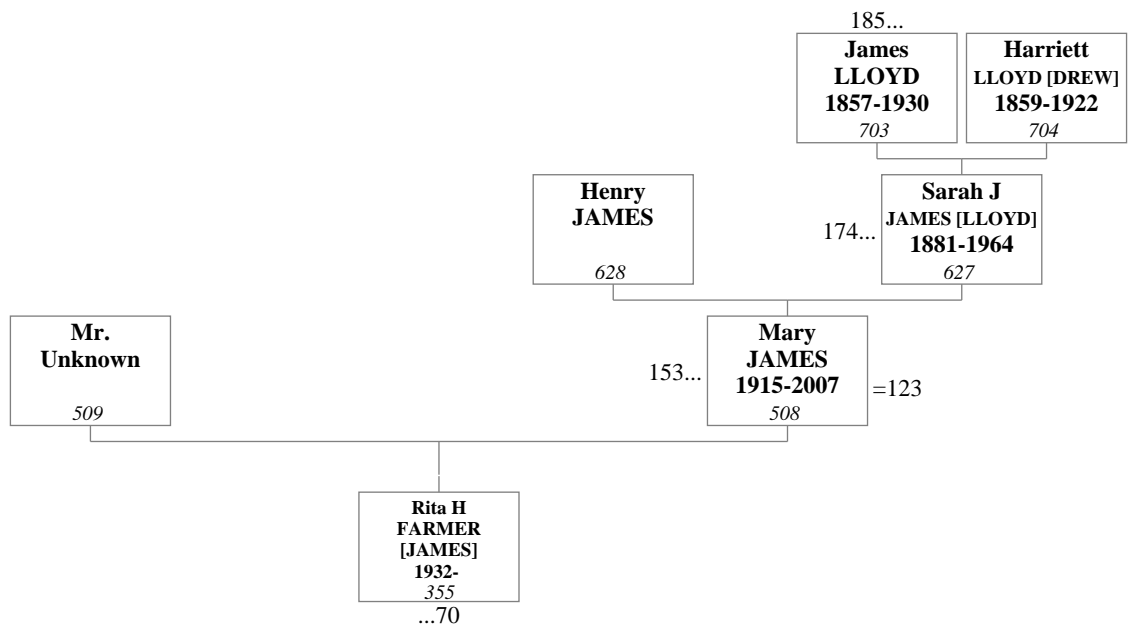 185...
James
LLOYD
1857-1930
703
Harriett
LLOYD [DREW]
1859-1922
704
Henry
JAMES
628
174...
Sarah J
JAMES [LLOYD]
1881-1964
627
Mr.
Unknown
509
153...
Mary
JAMES
1915-2007
508
=123
Rita H
FARMER
[JAMES]
1932-
355
...70